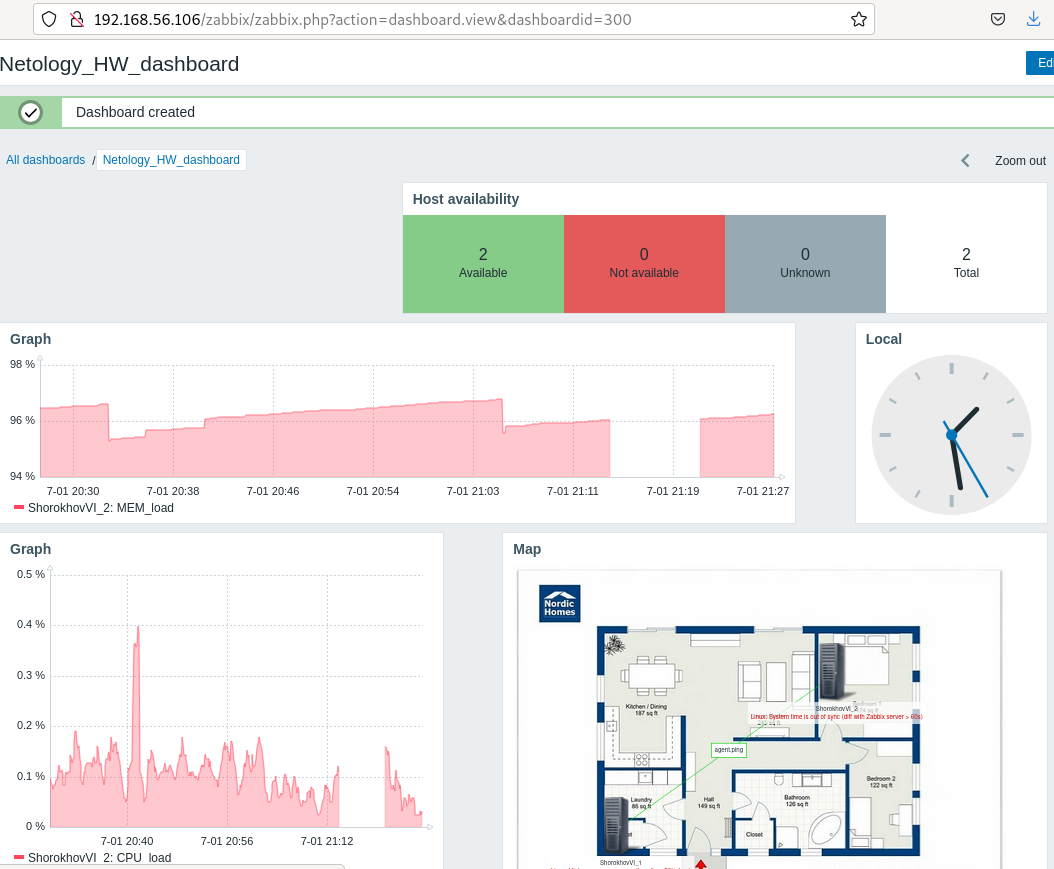 192.168.56.106/zabbix/zabbix.php?action=dashboard.view&dashboardid=300
Netology_HW_dashboard
Edi
Dashboard created
All dashboards / Netology_HW_dashboard
Zoom out
Host availability
2
Available
0
Not available
0
Unknown
2
Total
Graph
98 %
96 %
94 %
7-01 20:30 7-01 20:38 7-01 20:46 7-01 20:54 7-01 21:03 7-01 21:11 7-01 21:19 7-01 21:27
ShorokhovVI_2: MEM_load
Local
Graph
0.5 %
0.4 %
0.3 %
0.2 %
0.1 %
0 %
7-01 20:40 7-01 20:56 7-01 21:12
ShorokhovVI_2: CPU_load
Map
Nordic
Homes
Kitchen / Dining
187 sq ft
ShorokhovVI_2
Linux: System time is out of sync (diff with Zabbix server > 60s)
agent.ping
Bedroom 2
122 sq ft
Laundry
86 sq ft
Hall
149 sq ft
Bathroom
126 sq ft
Closet
ShorokhovVI_1